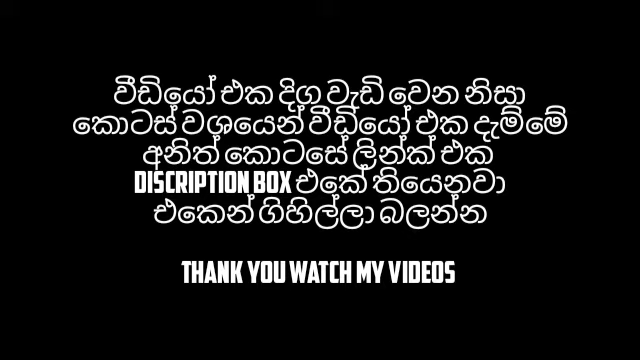 වීඩියෝ එක දිග වැඩි වෙන නිසා
කොටස් වශයෙන් වීඩියෝ එක දැම්මේ
අනිත් කොටසේ ලින්ක් එක
DISCRIPTION BOX එකේ තියෙනවා
එකෙන් ගිහිල්ලා බලන්න
THANK YOU WATCH MY VIDEOS